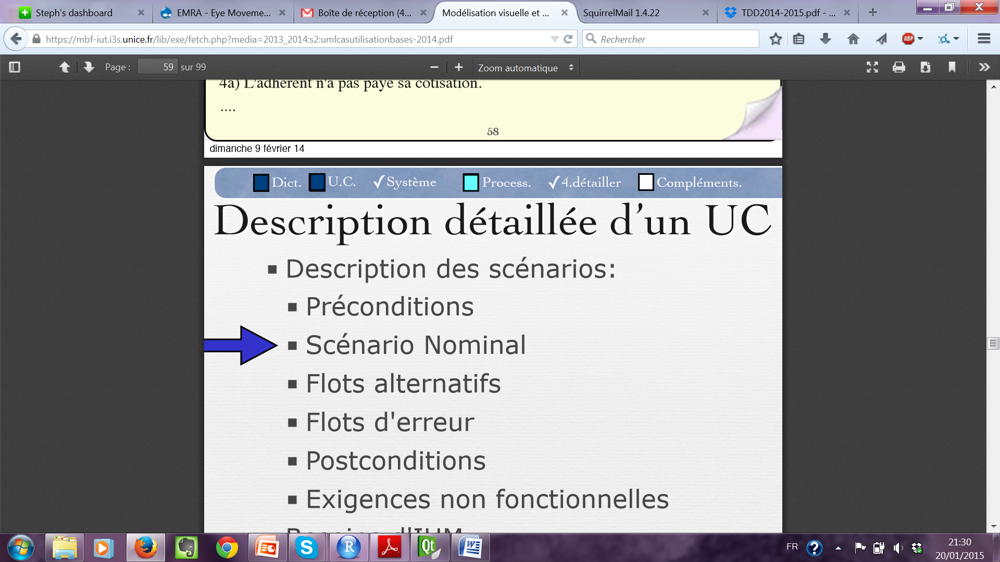 Steph's dashboard
EMRA - Eye Moveme...
Boîte de réception (4...
Modélisation visuelle et ...
SquirrelMail 1.4.22
TDD2014-2015.pdf - ...
https://mbf-iut.i3s.unice.fr/lib/exe/fetch.php?media=2013_2014:s2:umlcasutilisationbases-2014.pdf
Rechercher
ABP
Page : 59 sur 99
Zoom automatique
4a) L'adhérent n'a pas payé sa cotisation.
....
58
dimanche 9 février 14
Dict. U.C. Système Process. 4.détailler Compléments.
Description détaillée d'un UC
Description des scénarios:
Préconditions
Scénario Nominal
Flots alternatifs
Flots d'erreur
Postconditions
Exigences non fonctionnelles
FR
21:30
20/01/2015